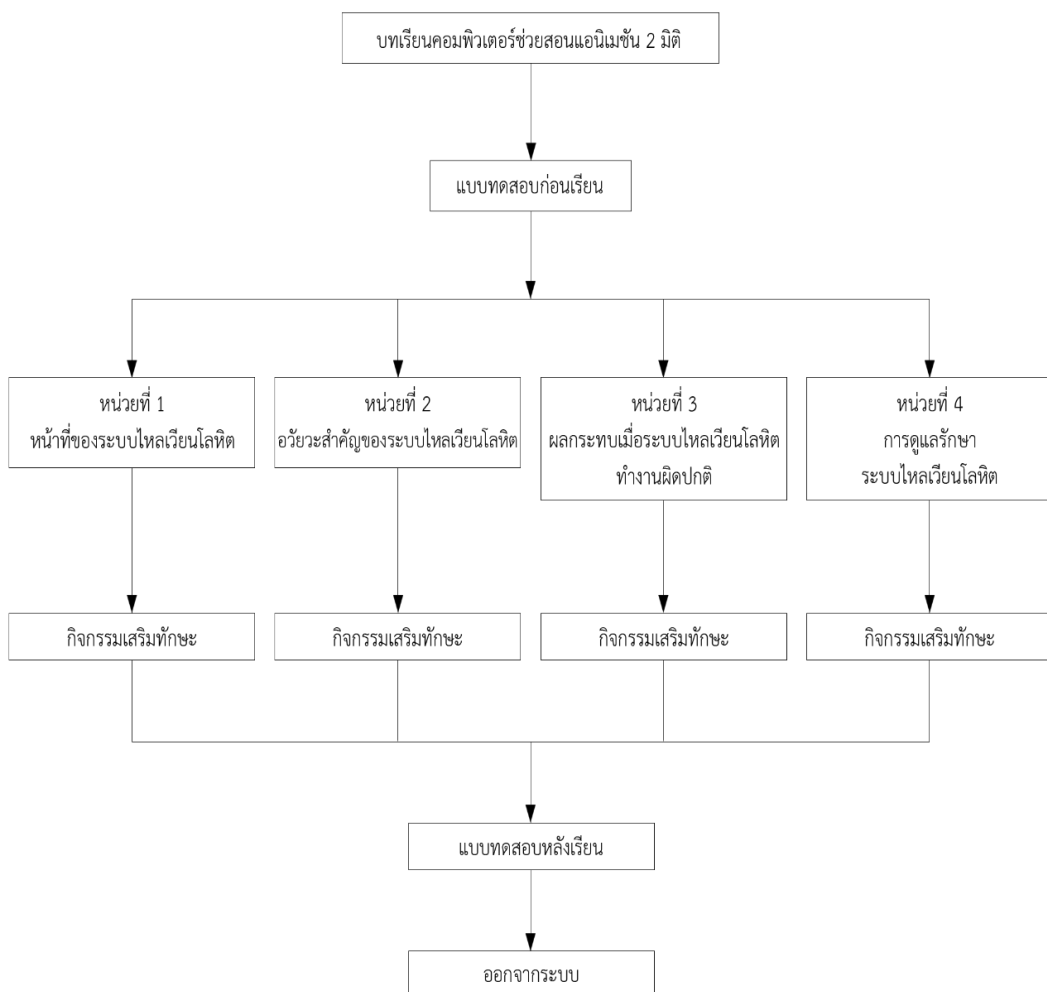 บทเรียนคอมพิวเตอร์ช่วยสอนแอนิเมชัน 2 มิติ
แบบทดสอบก่อนเรียน
หน่วยที่ 1
หน้าที่ของระบบไหลเวียนโลหิต
หน่วยที่ 2
อวัยวะสำคัญของระบบไหลเวียนโลหิต
หน่วยที่ 3
ผลกระทบเมื่อระบบไหลเวียนโลหิต
ทำงานผิดปกติ
หน่วยที่ 4
การดูแลรักษา
ระบบไหลเวียนโลหิต
กิจกรรมเสริมทักษะ
กิจกรรมเสริมทักษะ
กิจกรรมเสริมทักษะ
กิจกรรมเสริมทักษะ
แบบทดสอบหลังเรียน
ออกจากระบบ